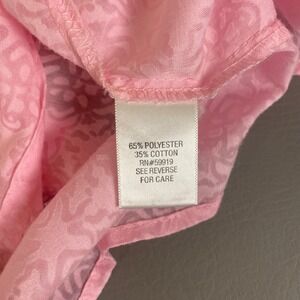 65% POLYESTER
35% COTTON
RN#59919
SEE REVERSE
FOR CARE